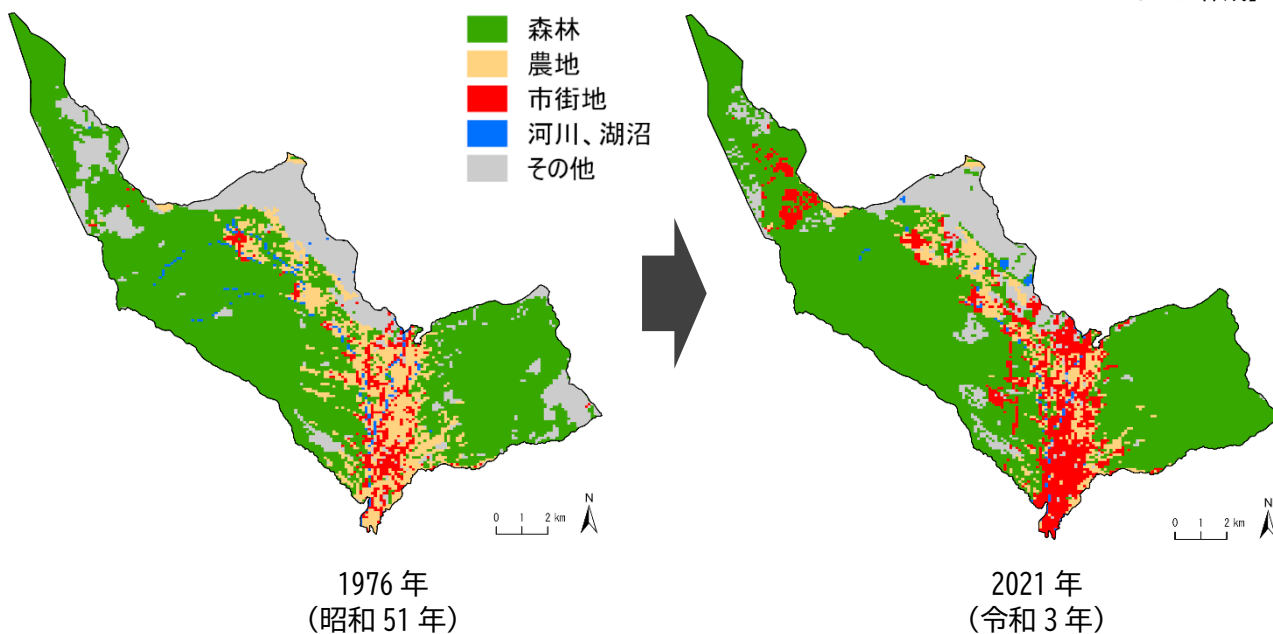 森林
農地
市街地
河川、湖沼
その他
N
0 1 2 km
N
0 1 2 km
1976 年
（昭和 51 年）
2021 年
（令和 3 年）